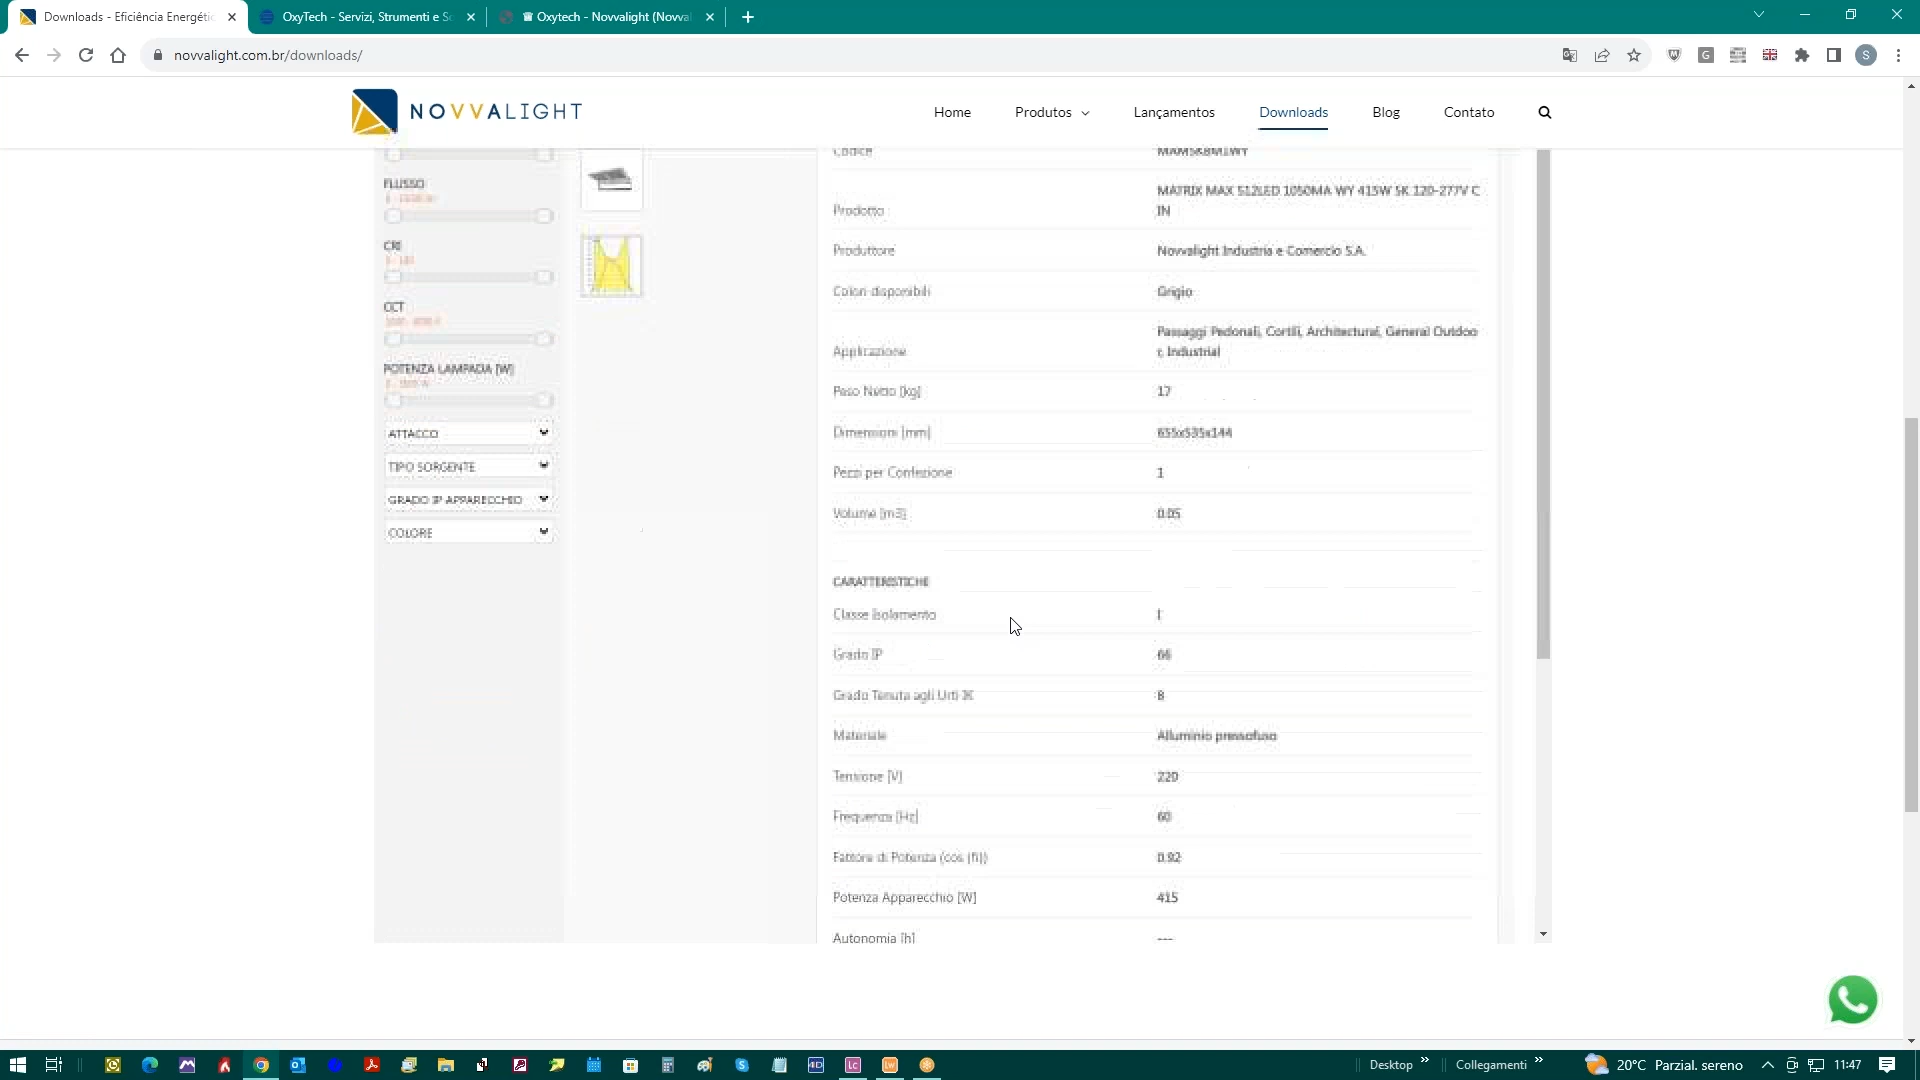 Downloads - Eficiência Energétic
OxyTech - Servizi, Strumenti e So
♛ Oxytech - Novvalight (Novval
novvalight.com.br/downloads/
NOVVALIGHT
Home
Produtos
Lançamentos
Downloads
Blog
Contato
Codice
MAM5K8M1WY
FLUSSO
CRI
CCT
POTENZA LAMPADA [W]
ATTACCO
TIPO SORGENTE
GRADO IP APPARECCHIO
COLORE
Prodotto
MATRIX MAX 512LED 1050MA WY 415W 5K 120-277V C
IN
Produttore
Novvalight Industria e Comercio S.A.
Colori disponibili
Grigio
Applicazione
Passaggi Pedonali, Cortili, Architectural, General Outdoo
r, Industrial
Peso Netto [kg]
17
Dimensioni [mm]
655x535x144
Pezzi per Confezione
1
Volume [m3]
0.05
CARATTERISTICHE
Classe Isolamento
I
Grado IP
66
Grado Tenuta agli Urti IK
8
Materiale
Alluminio pressofuso
Tensione [V]
220
Frequenza [Hz]
60
Fattore di Potenza (cos [fi])
0.92
Potenza Apparecchio [W]
415
Autonomia [h]
---
Desktop
Collegamenti
20°C Parzial. sereno
11:47